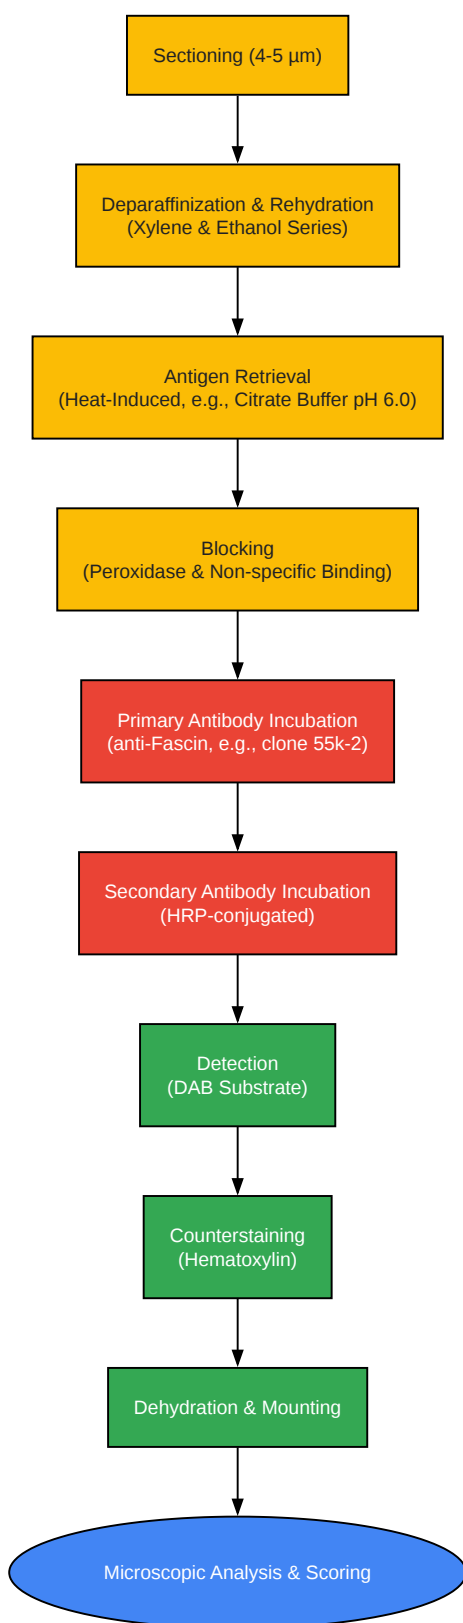 Sectioning (4-5 µm)
Deparaffinization & Rehydration
(Xylene & Ethanol Series)
Antigen Retrieval
(Heat-Induced, e.g., Citrate Buffer pH 6.0)
Blocking
(Peroxidase & Non-specific Binding)
Primary Antibody Incubation
(anti-Fascin, e.g., clone 55k-2)
Secondary Antibody Incubation
(HRP-conjugated)
Detection
(DAB Substrate)
Counterstaining
(Hematoxylin)
Dehydration & Mounting
Microscopic Analysis & Scoring